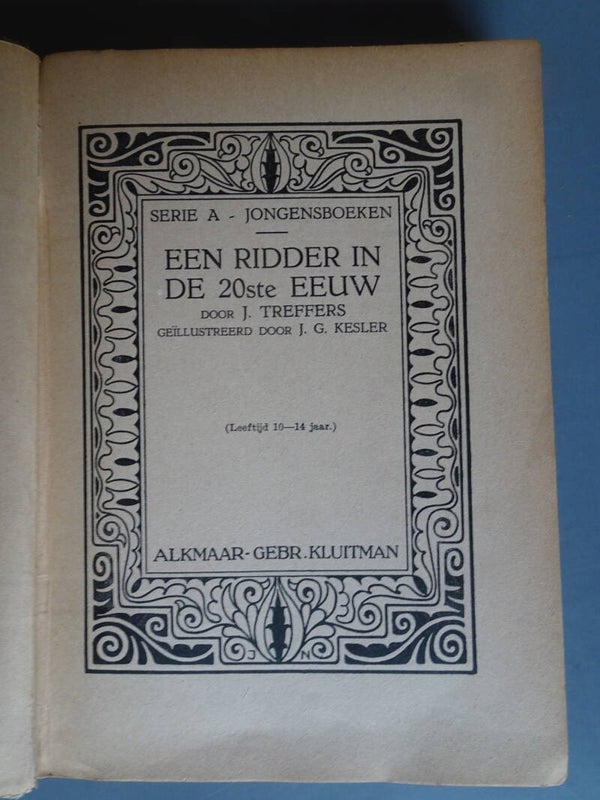 SERIE A - JONGENSBOEKEN
EEN RIDDER IN
DE 20ste EEUW
DOOR J. TREFFERS
GEÏLLUSTREERD DOOR J. G. KESLER
(Leeftijd 10—14 jaar.)
ALKMAAR-GEBR. KLUITMAN
J N